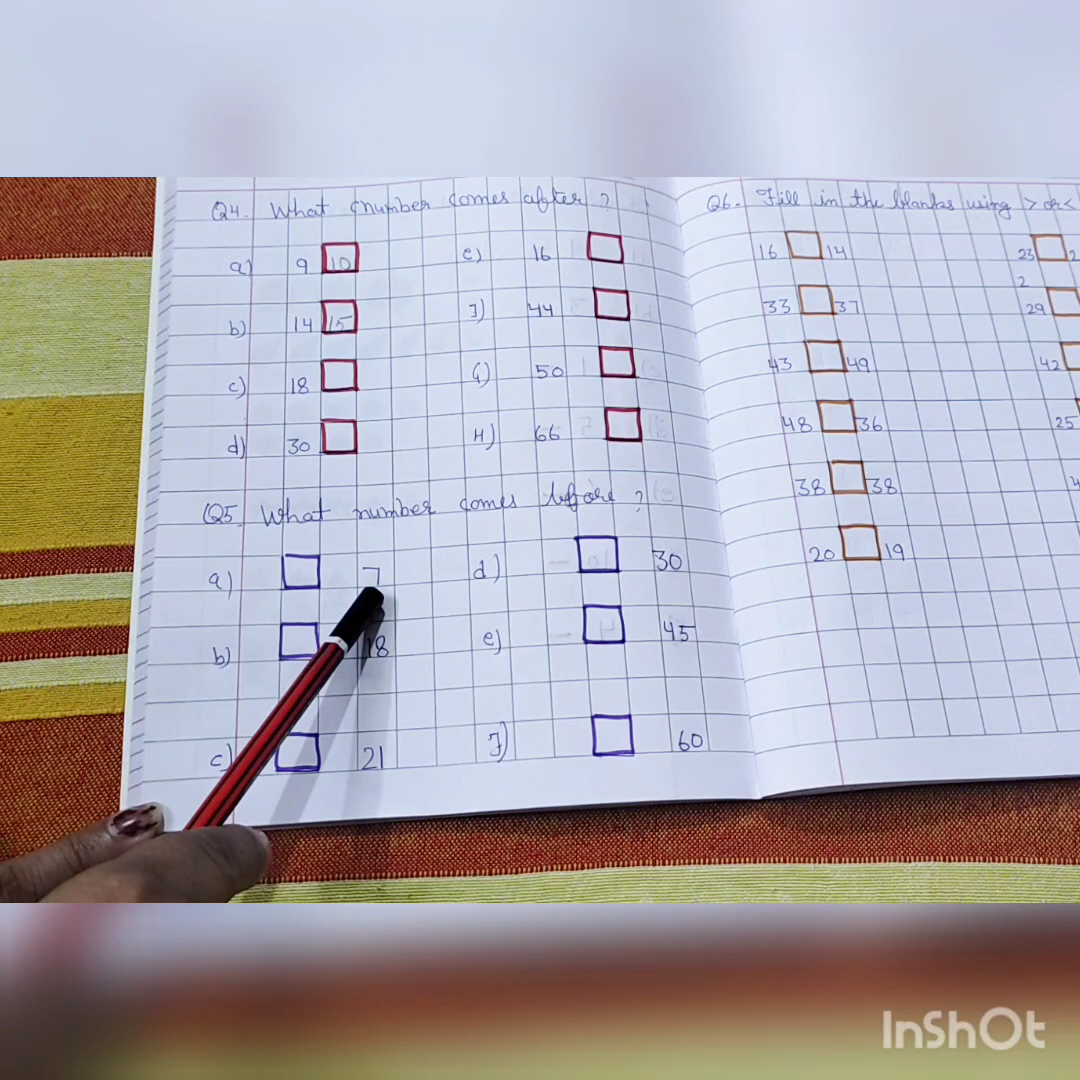 Q4. What number comes after ?
a) 9 10 e) 16
b) 14 15 J) 44
c) 18 G) 50
d) 30 H) 66
Q5. What number comes before ?
a) 7 d) 30
b) 18 e) 45
c) 21 J) 60
Q6. Fill in the blanks using > or <
16 14 23 2
2
33 37 29
43 49 42
48 36 25
38 38
20 19
InShOt